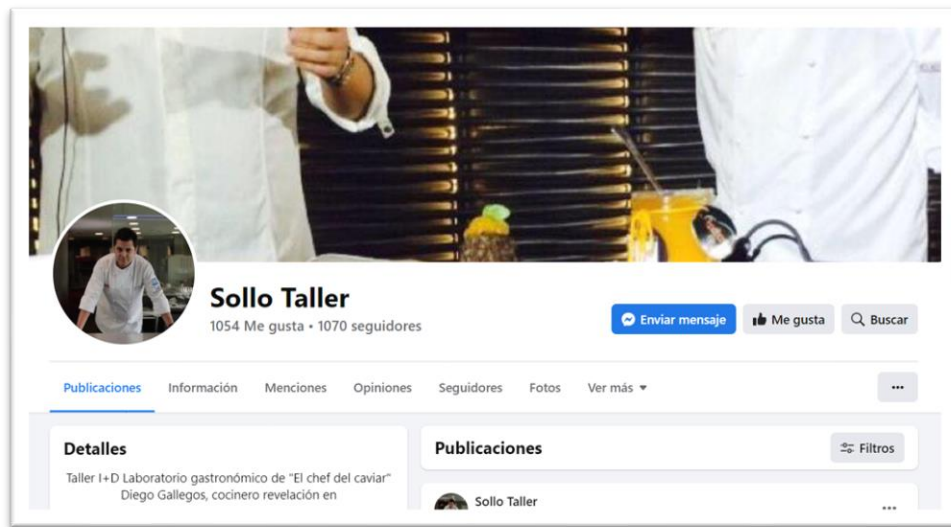 Sollo Taller
1054 Me gusta • 1070 seguidores
Enviar mensaje
Me gusta
Buscar
Publicaciones
Información
Menciones
Opiniones
Seguidores
Fotos
Ver más
Detalles
Taller I+D Laboratorio gastronómico de "El chef del caviar"
Diego Gallegos, cocinero revelación en
Publicaciones
Filtros
Sollo Taller